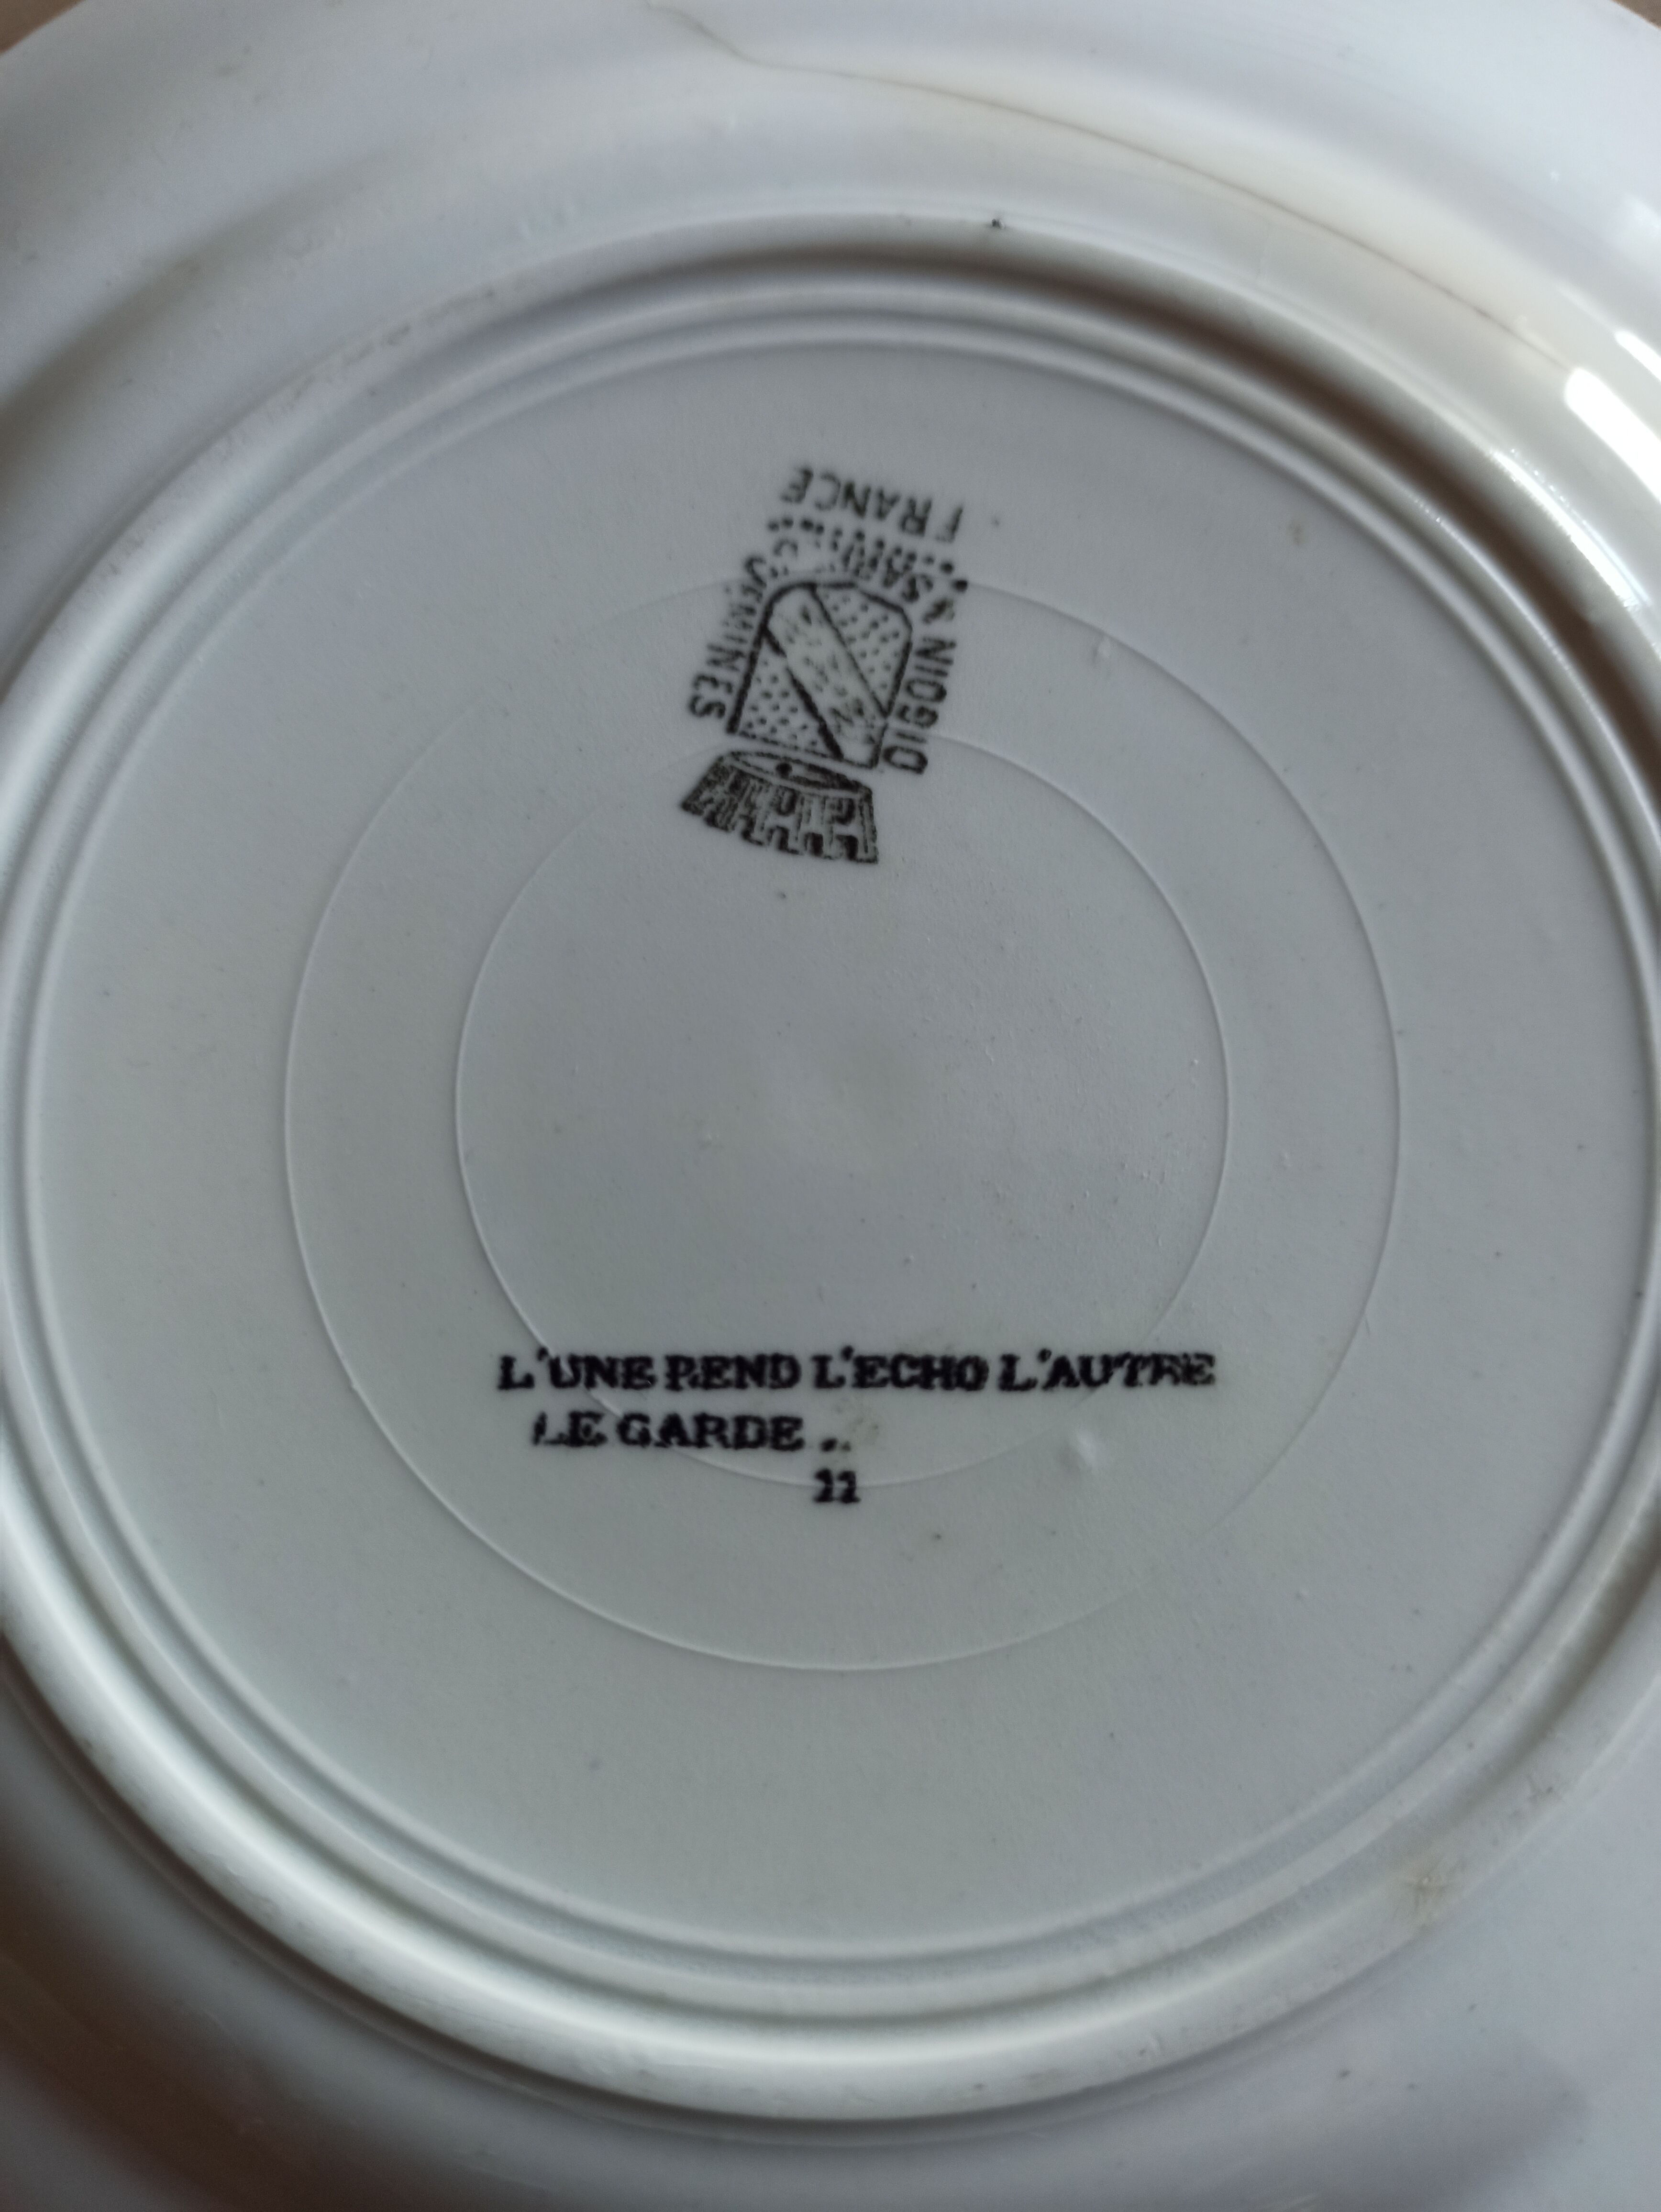 DIGOIN & SARREGUEMINES
FRANCE
L'UNE REND L'ECHO L'AUTRE
LE GARDE ..
11